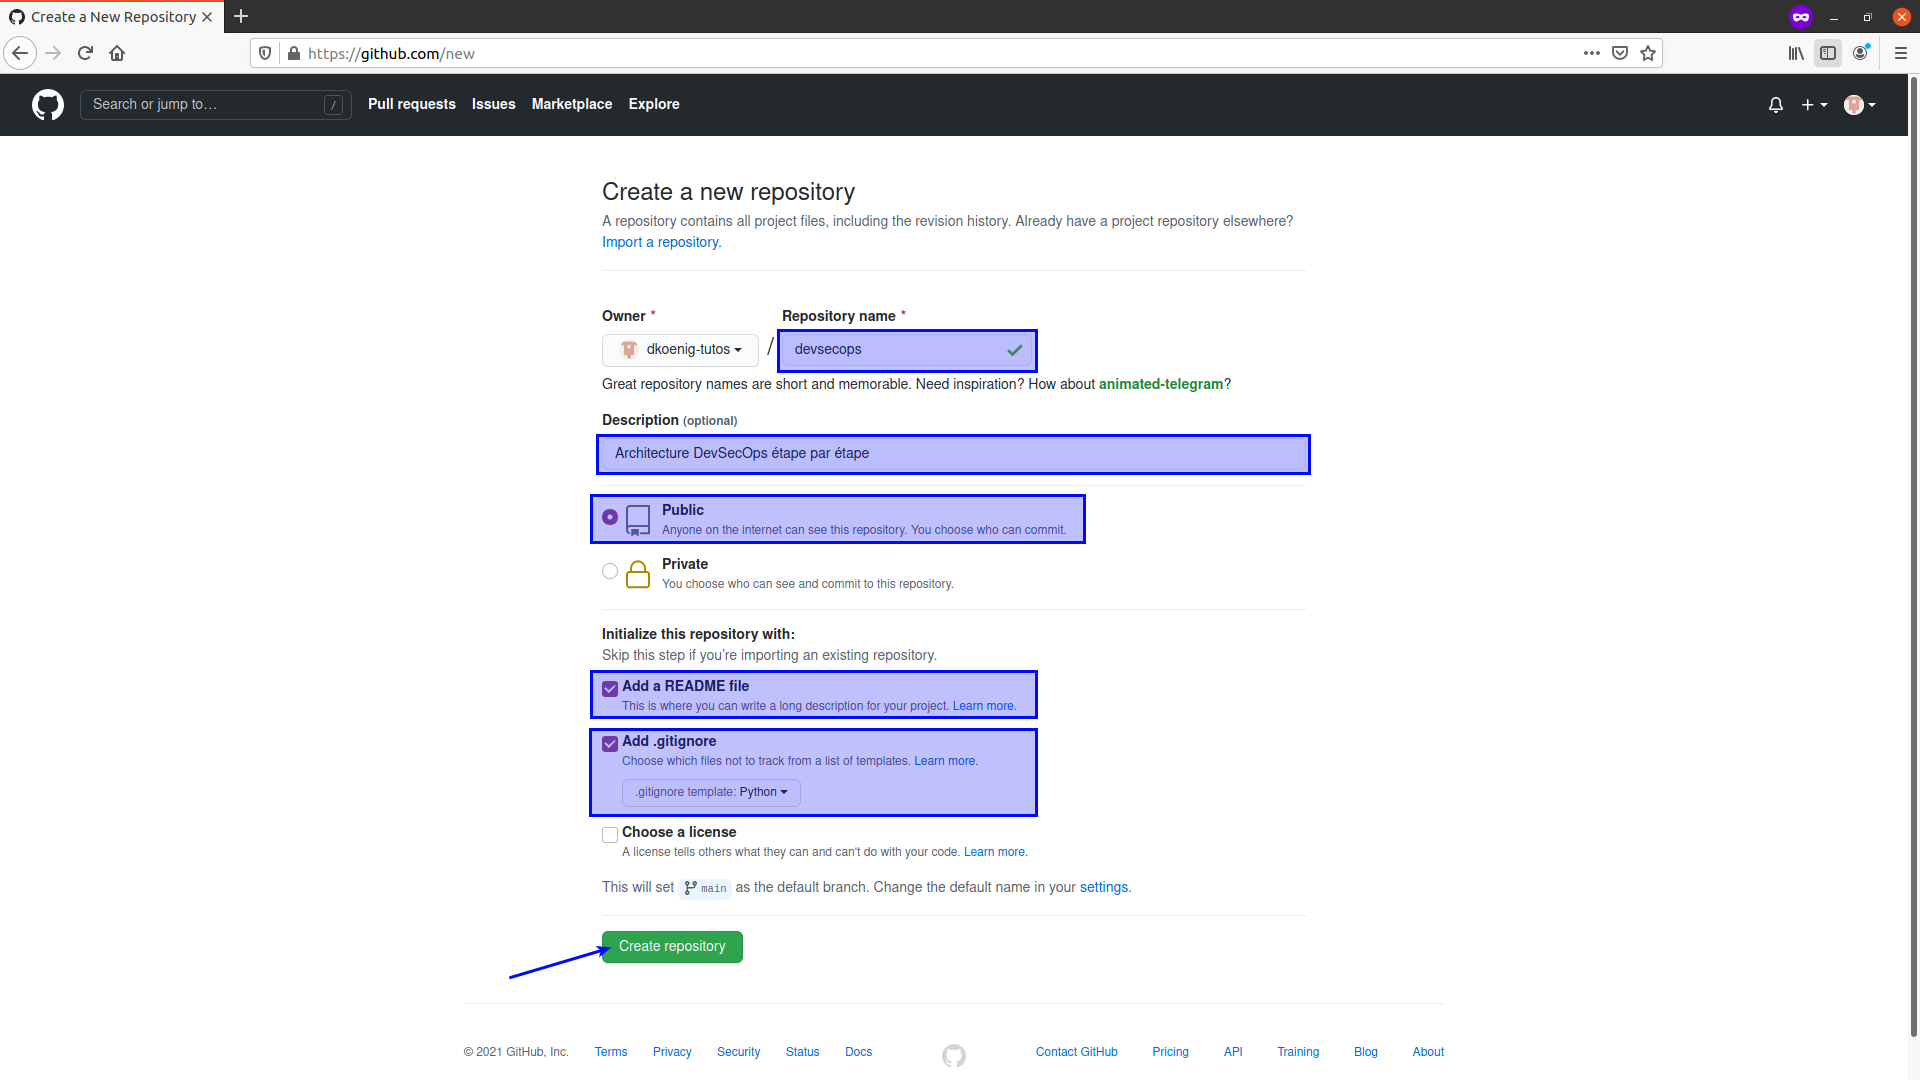 Create a New Repository
https://github.com/new
Search or jump to…
/
Pull requests Issues Marketplace Explore
Create a new repository
A repository contains all project files, including the revision history. Already have a project repository elsewhere?
Import a repository.
Owner * Repository name *
dkoenig-tutos / devsecops
Great repository names are short and memorable. Need inspiration? How about animated-telegram?
Description (optional)
Architecture DevSecOps étape par étape
Public
Anyone on the internet can see this repository. You choose who can commit.
Private
You choose who can see and commit to this repository.
Initialize this repository with:
Skip this step if you’re importing an existing repository.
Add a README file
This is where you can write a long description for your project. Learn more.
Add .gitignore
Choose which files not to track from a list of templates. Learn more.
.gitignore template: Python
Choose a license
A license tells others what they can and can't do with your code. Learn more.
This will set main as the default branch. Change the default name in your settings.
Create repository
© 2021 GitHub, Inc. Terms Privacy Security Status Docs Contact GitHub Pricing API Training Blog About